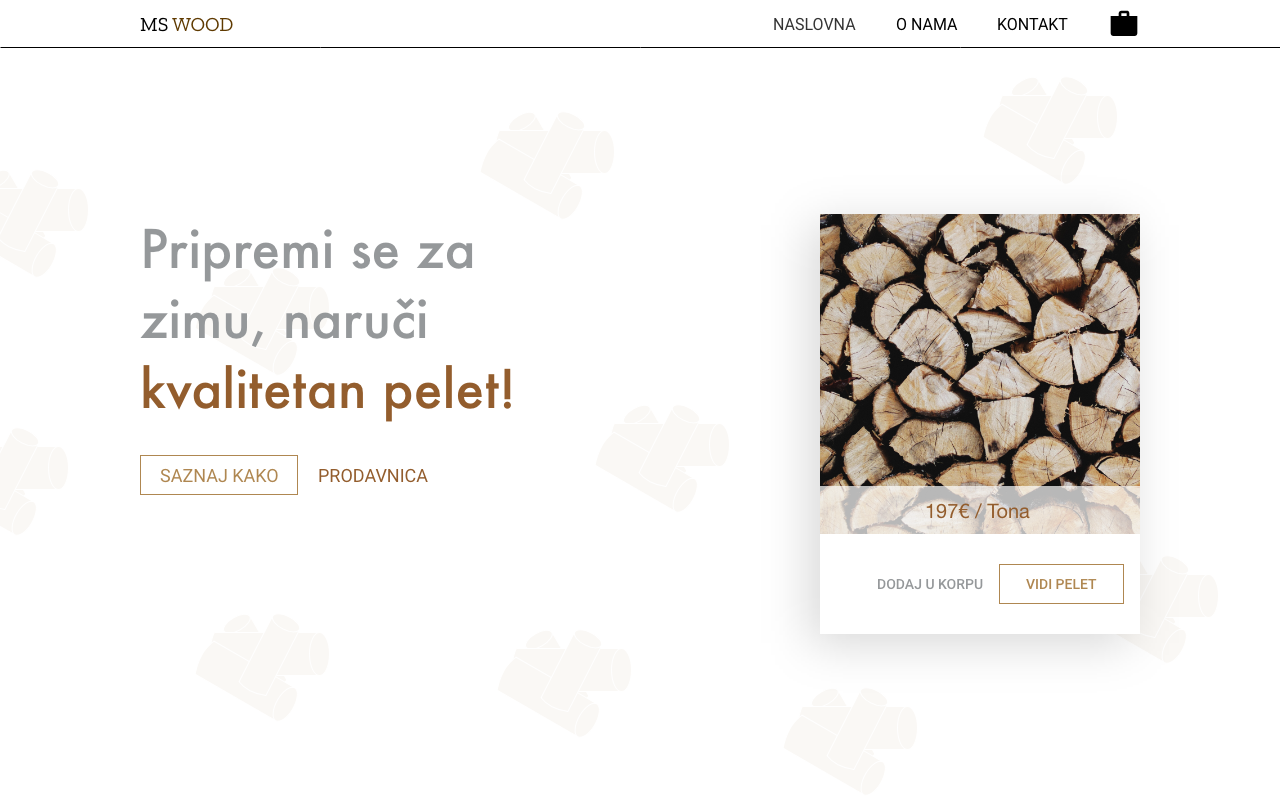 MS WOOD
NASLOVNA O NAMA KONTAKT
Pripremi se za
zimu, naruči
kvalitetan pelet!
SAZNAJ KAKO PRODAVNICA
197€ / Tona
DODAJ U KORPU VIDI PELET